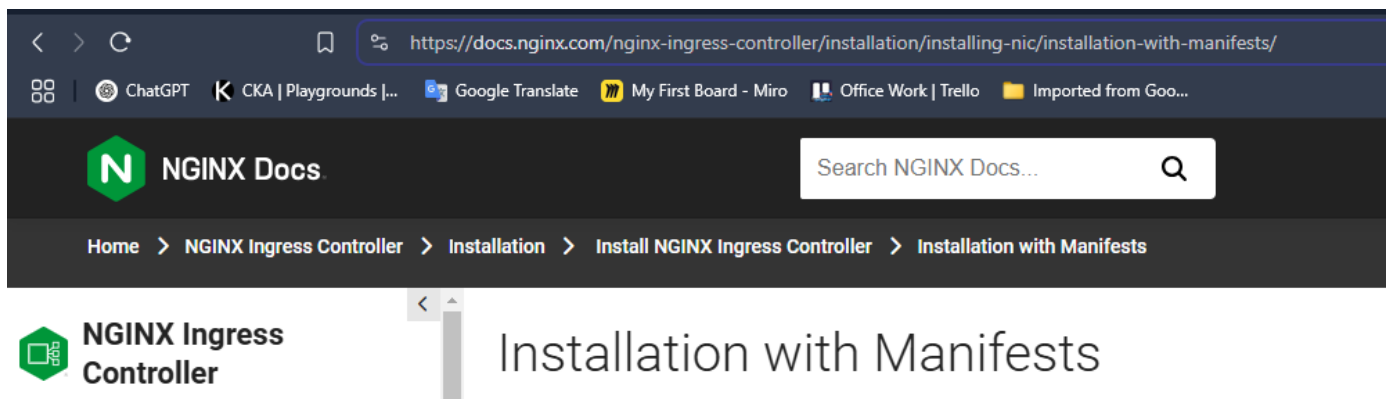 https://docs.nginx.com/nginx-ingress-controller/installation/installing-nic/installation-with-manifests/
ChatGPT CKA | Playgrounds |... Google Translate My First Board - Miro Office Work | Trello Imported from Goo...
NGINX Docs. Search NGINX Docs...
Home > NGINX Ingress Controller > Installation > Install NGINX Ingress Controller > Installation with Manifests
NGINX Ingress
Controller
Installation with Manifests